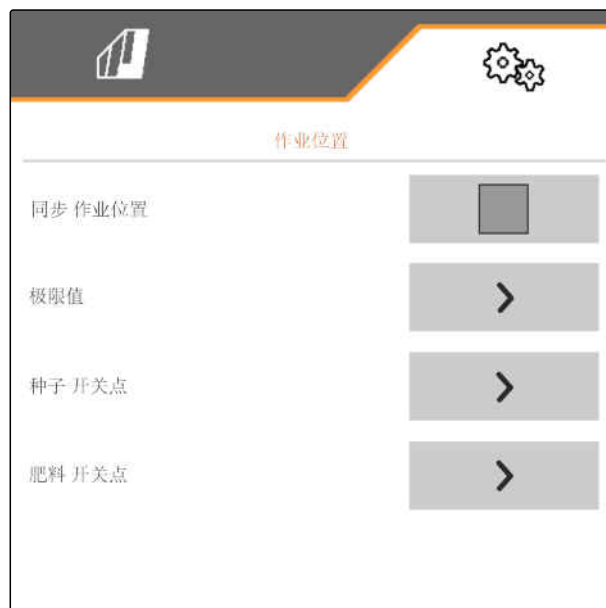 作业位置
同步 作业位置
极限值
种子 开关点
肥料 开关点